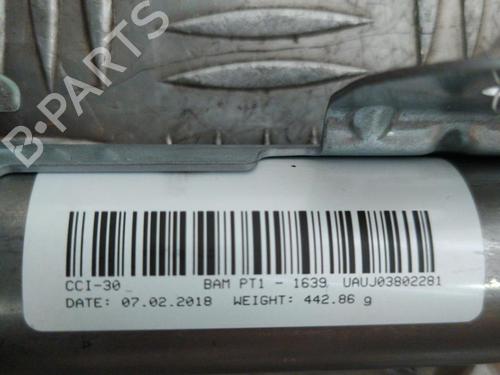 B-PARTS
CCI-30_ BAM PT1 - 1639 UAUJ03802281
DATE: 07.02.2018 WEIGHT: 442.86 g